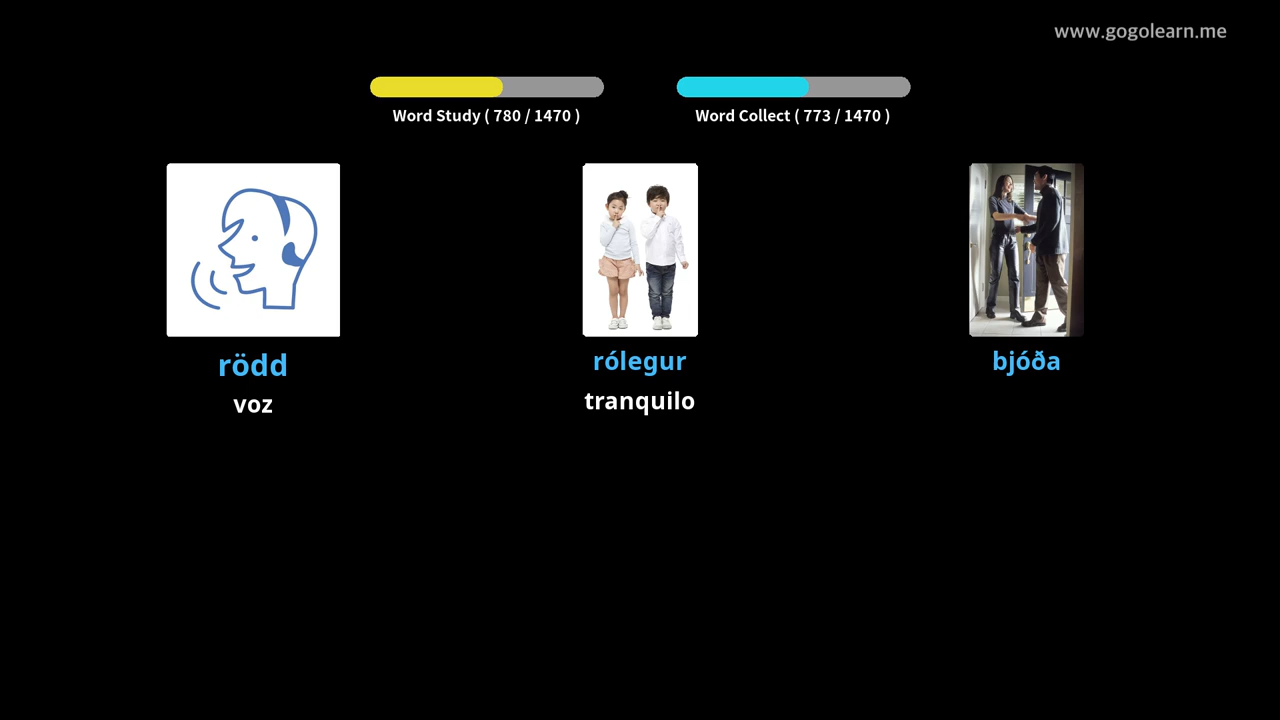 www.gogolearn.me
Word Study ( 780 / 1470 )
Word Collect ( 773 / 1470 )
rödd
voz
rólegur
tranquilo
bjóða